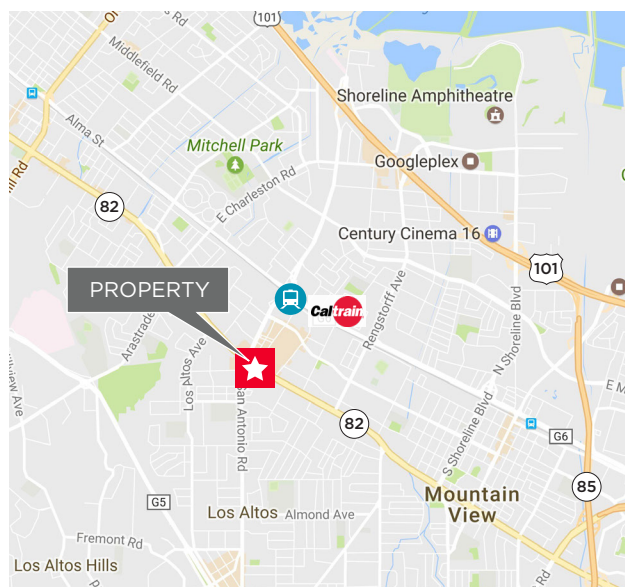 101
Middlefield Rd
Shoreline Amphitheatre
Alma St
Mitchell Park
Googleplex
E Charleston Rd
82
Century Cinema 16
101
PROPERTY
Caltrain
Rengstorff Ave
N Shoreline Blvd
Los Altos Ave
San Antonio Rd
82
S Shoreline Blvd
G6
Mountain
View
85
G5
Los Altos
Almond Ave
Fremont Rd
Los Altos Hills